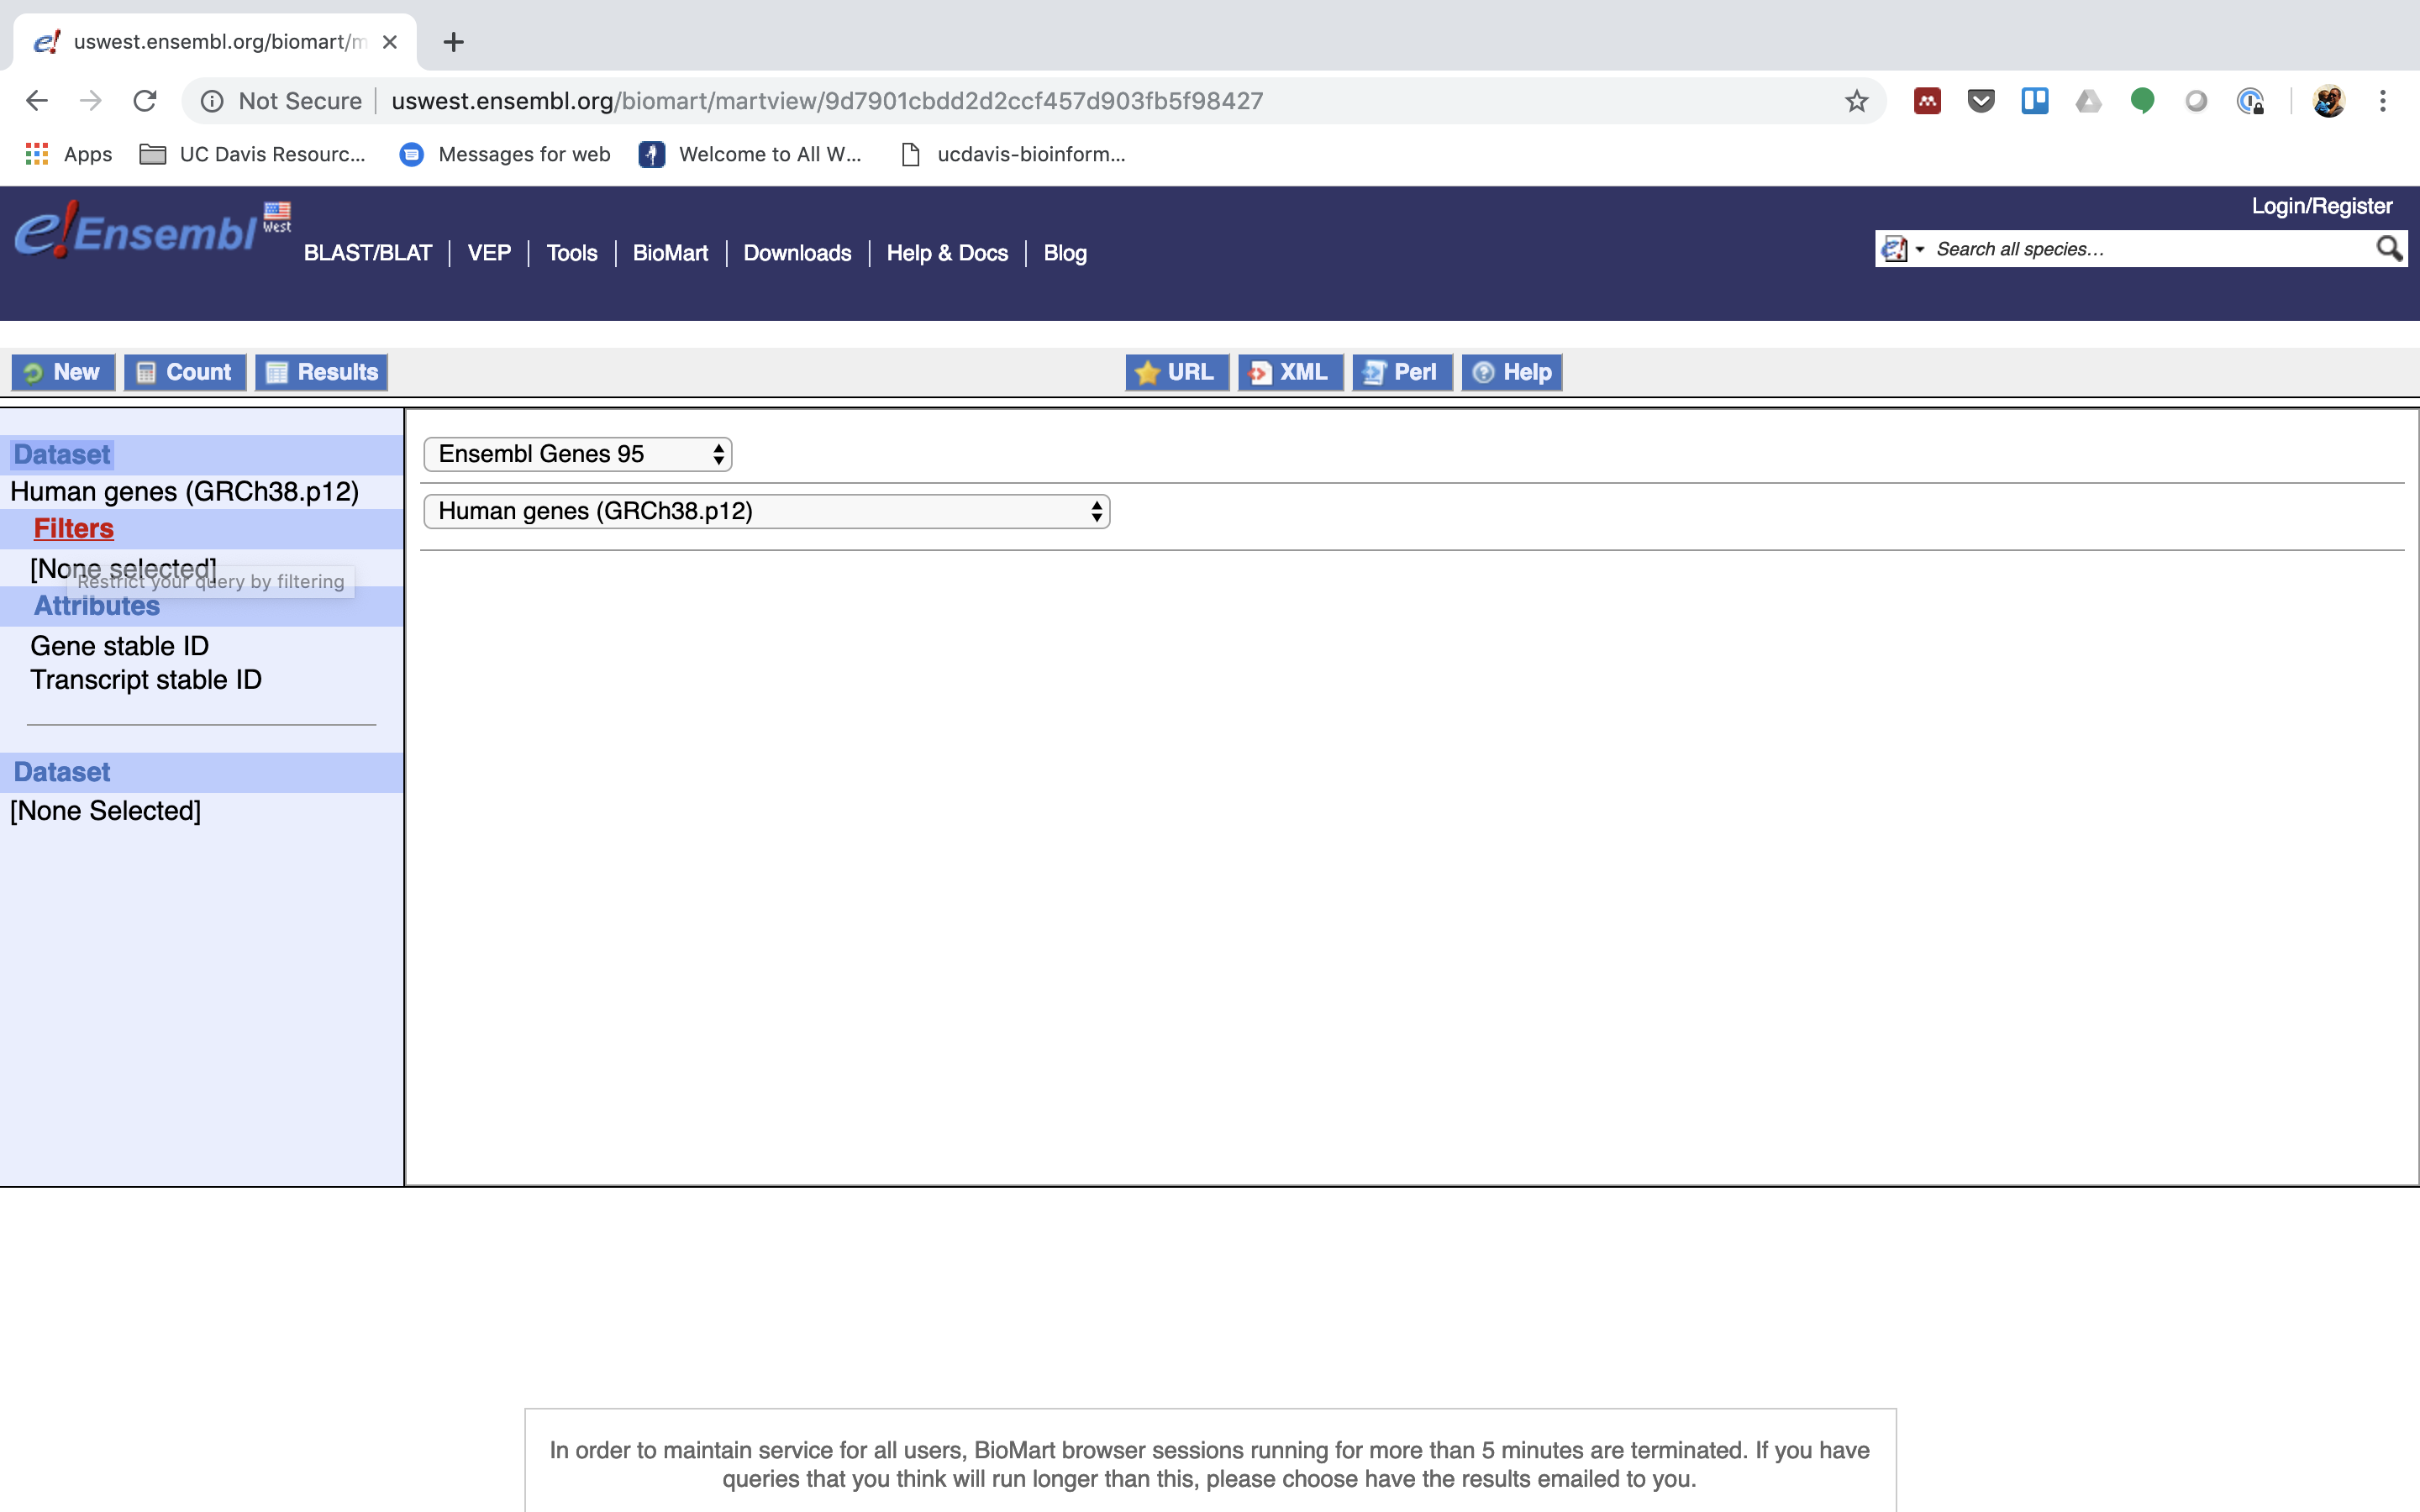 uswest.ensembl.org/biomart/m
Not Secure uswest.ensembl.org/biomart/martview/9d7901cbdd2d2ccf457d903fb5f98427
Apps UC Davis Resourc... Messages for web Welcome to All W... ucdavis-bioinform...
Login/Register
e!Ensembl West
BLAST/BLAT VEP Tools BioMart Downloads Help & Docs Blog
Search all species...
New Count Results URL XML Perl Help
Dataset
Human genes (GRCh38.p12)
Filters
[None selected]
Restrict your query by filtering
Attributes
Gene stable ID
Transcript stable ID
Dataset
[None Selected]
Ensembl Genes 95
Human genes (GRCh38.p12)
In order to maintain service for all users, BioMart browser sessions running for more than 5 minutes are terminated. If you have
queries that you think will run longer than this, please choose have the results emailed to you.